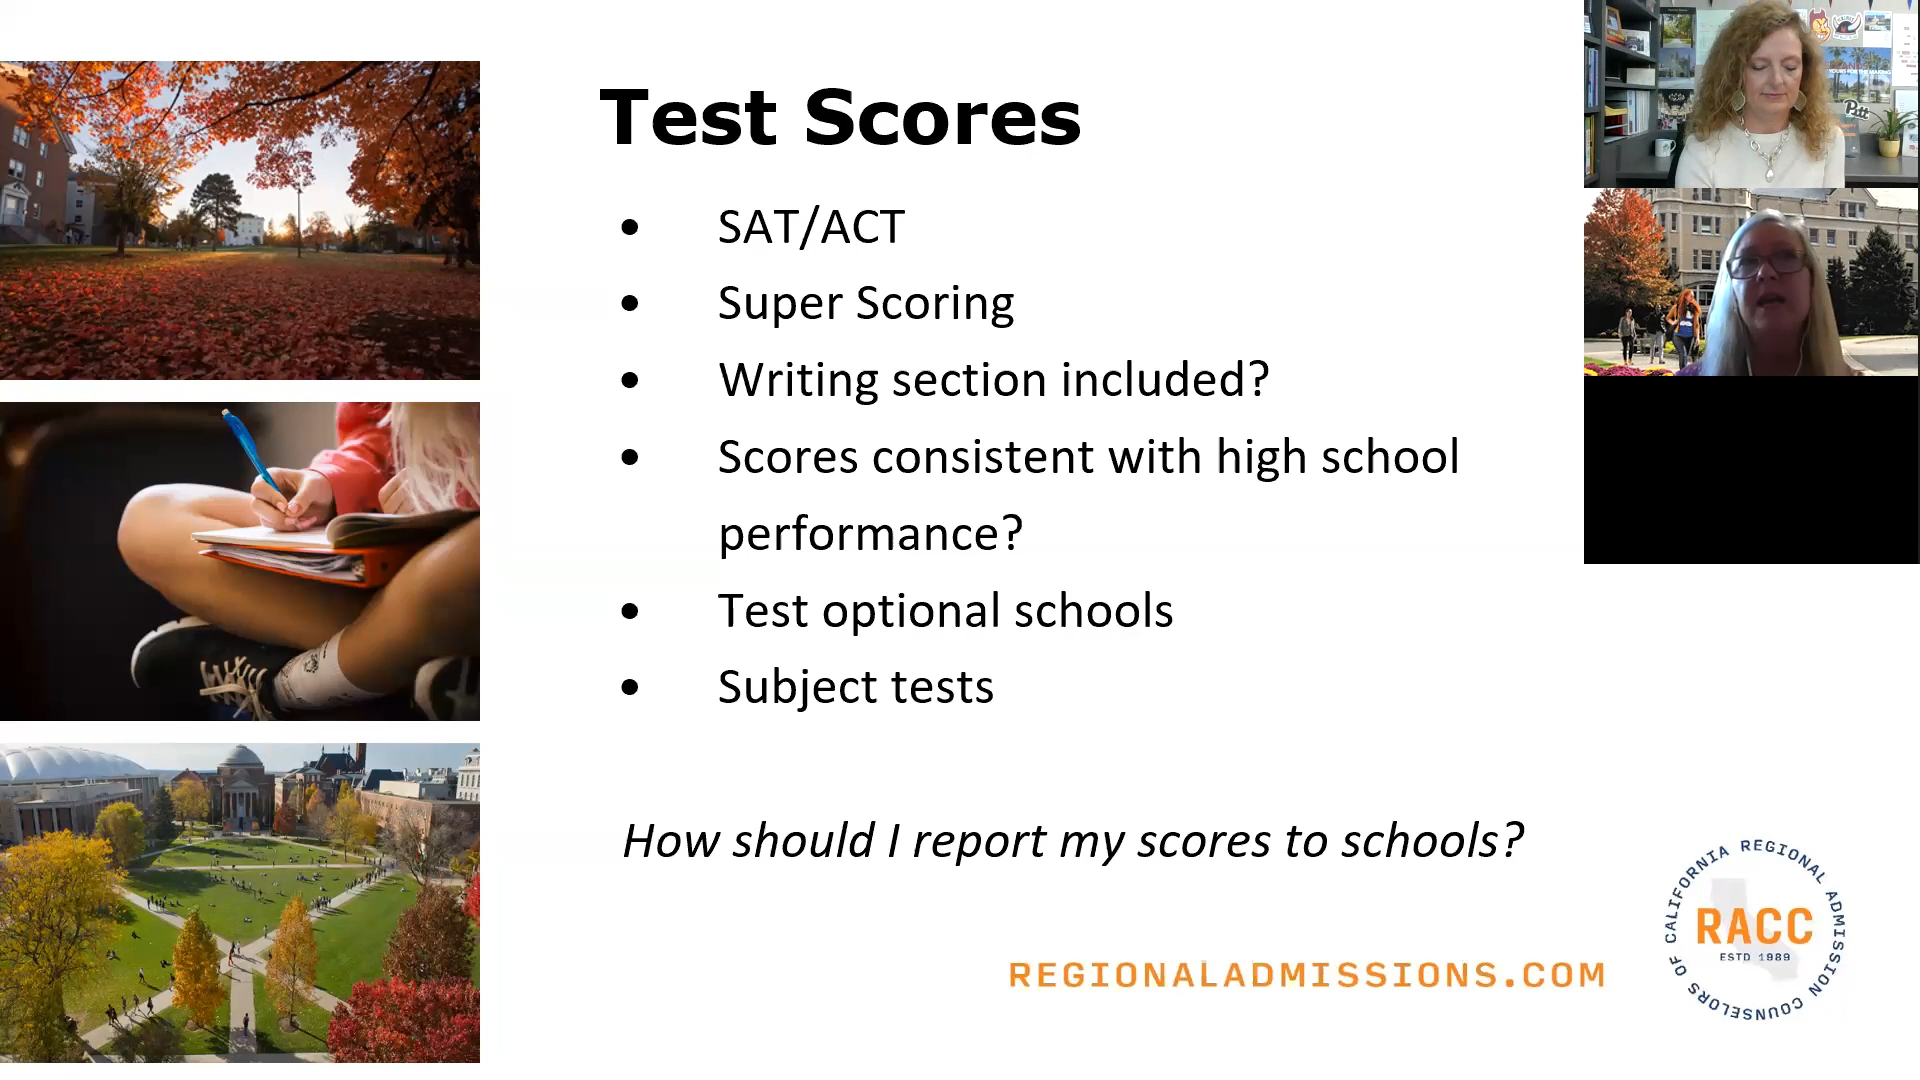 Test Scores
• SAT/ACT
• Super Scoring
• Writing section included?
• Scores consistent with high school
performance?
• Test optional schools
• Subject tests
How should I report my scores to schools?
REGIONALADMISSIONS.COM
REGIONAL ADMISSION COUNSELORS OF CALIFORNIA
RACC
ESTD 1989
Pitt